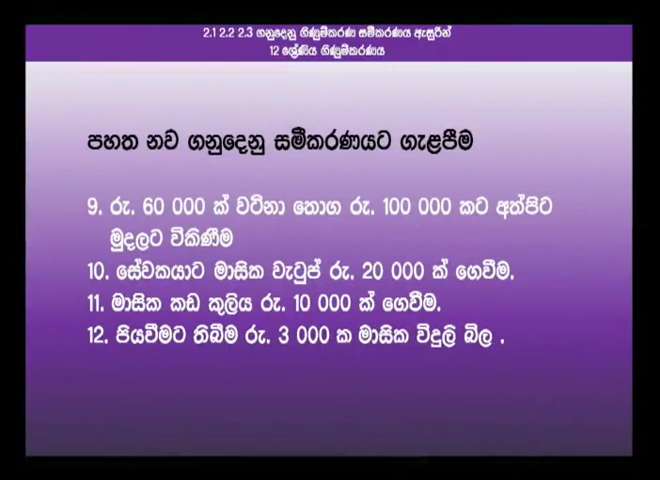 2.1 2.2 2.3 ගනුදෙනු ගිණුම්කරණ සමීකරණය ඇසුරින්
12 ශ්‍රේණිය ගිණුම්කරණය
පහත නව ගනුදෙනු සමීකරණයට ගැළපීම
9. රු. 60 000 ක් වටිනා තොග රු. 100 000 කට අත්පිට
මුදලට විකිණීම
10. සේවකයාට මාසික වැටුප් රු. 20 000 ක් ගෙවීම.
11. මාසික කඩ කුලිය රු. 10 000 ක් ගෙවීම.
12. පියවීමට තිබීම රු. 3 000 ක මාසික විදුලි බිල .